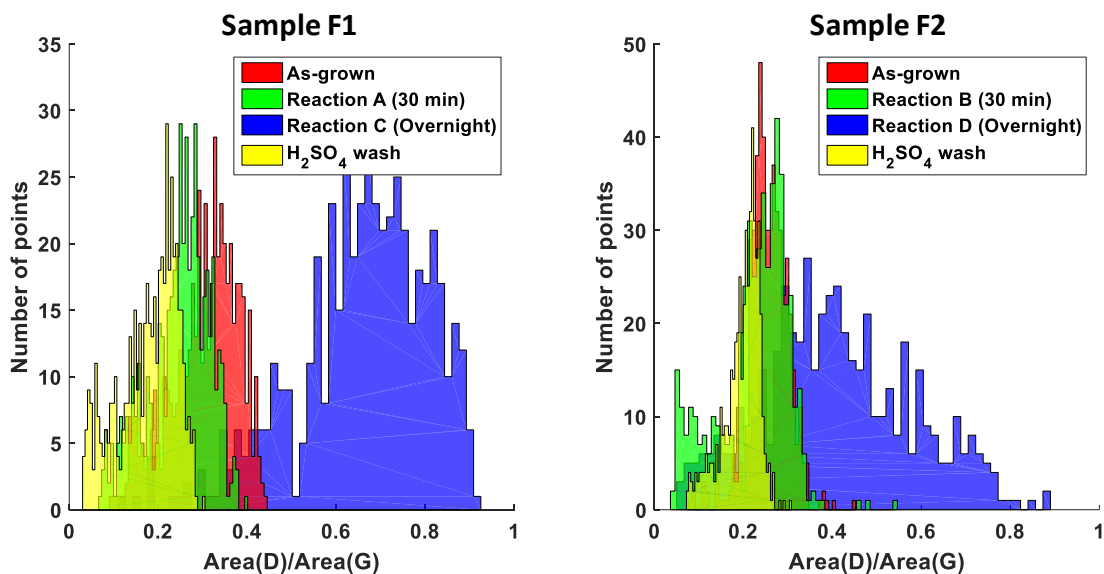 Sample F1
35
30
25
20
15
10
5
0
Number of points
As-grown
Reaction A (30 min)
Reaction C (Overnight)
H₂SO₄ wash
0 0.2 0.4 0.6 0.8 1
Area(D)/Area(G)
Sample F2
50
40
30
20
10
0
Number of points
As-grown
Reaction B (30 min)
Reaction D (Overnight)
H₂SO₄ wash
0 0.2 0.4 0.6 0.8 1
Area(D)/Area(G)